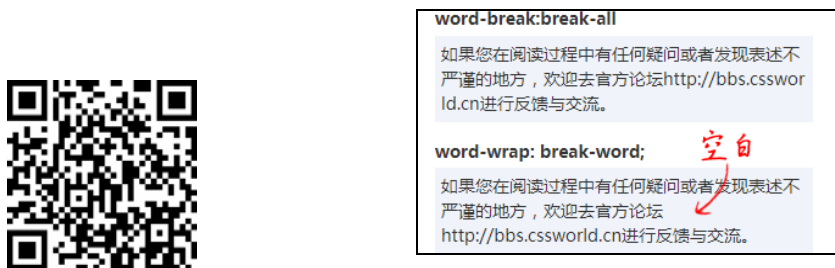 word-break:break-all
如果您在阅读过程中有任何疑问或者发现表述不
严谨的地方，欢迎去官方论坛http://bbs.csswor
ld.cn进行反馈与交流。
word-wrap: break-word;
空白
如果您在阅读过程中有任何疑问或者发现表述不
严谨的地方，欢迎去官方论坛
http://bbs.cssworld.cn进行反馈与交流。